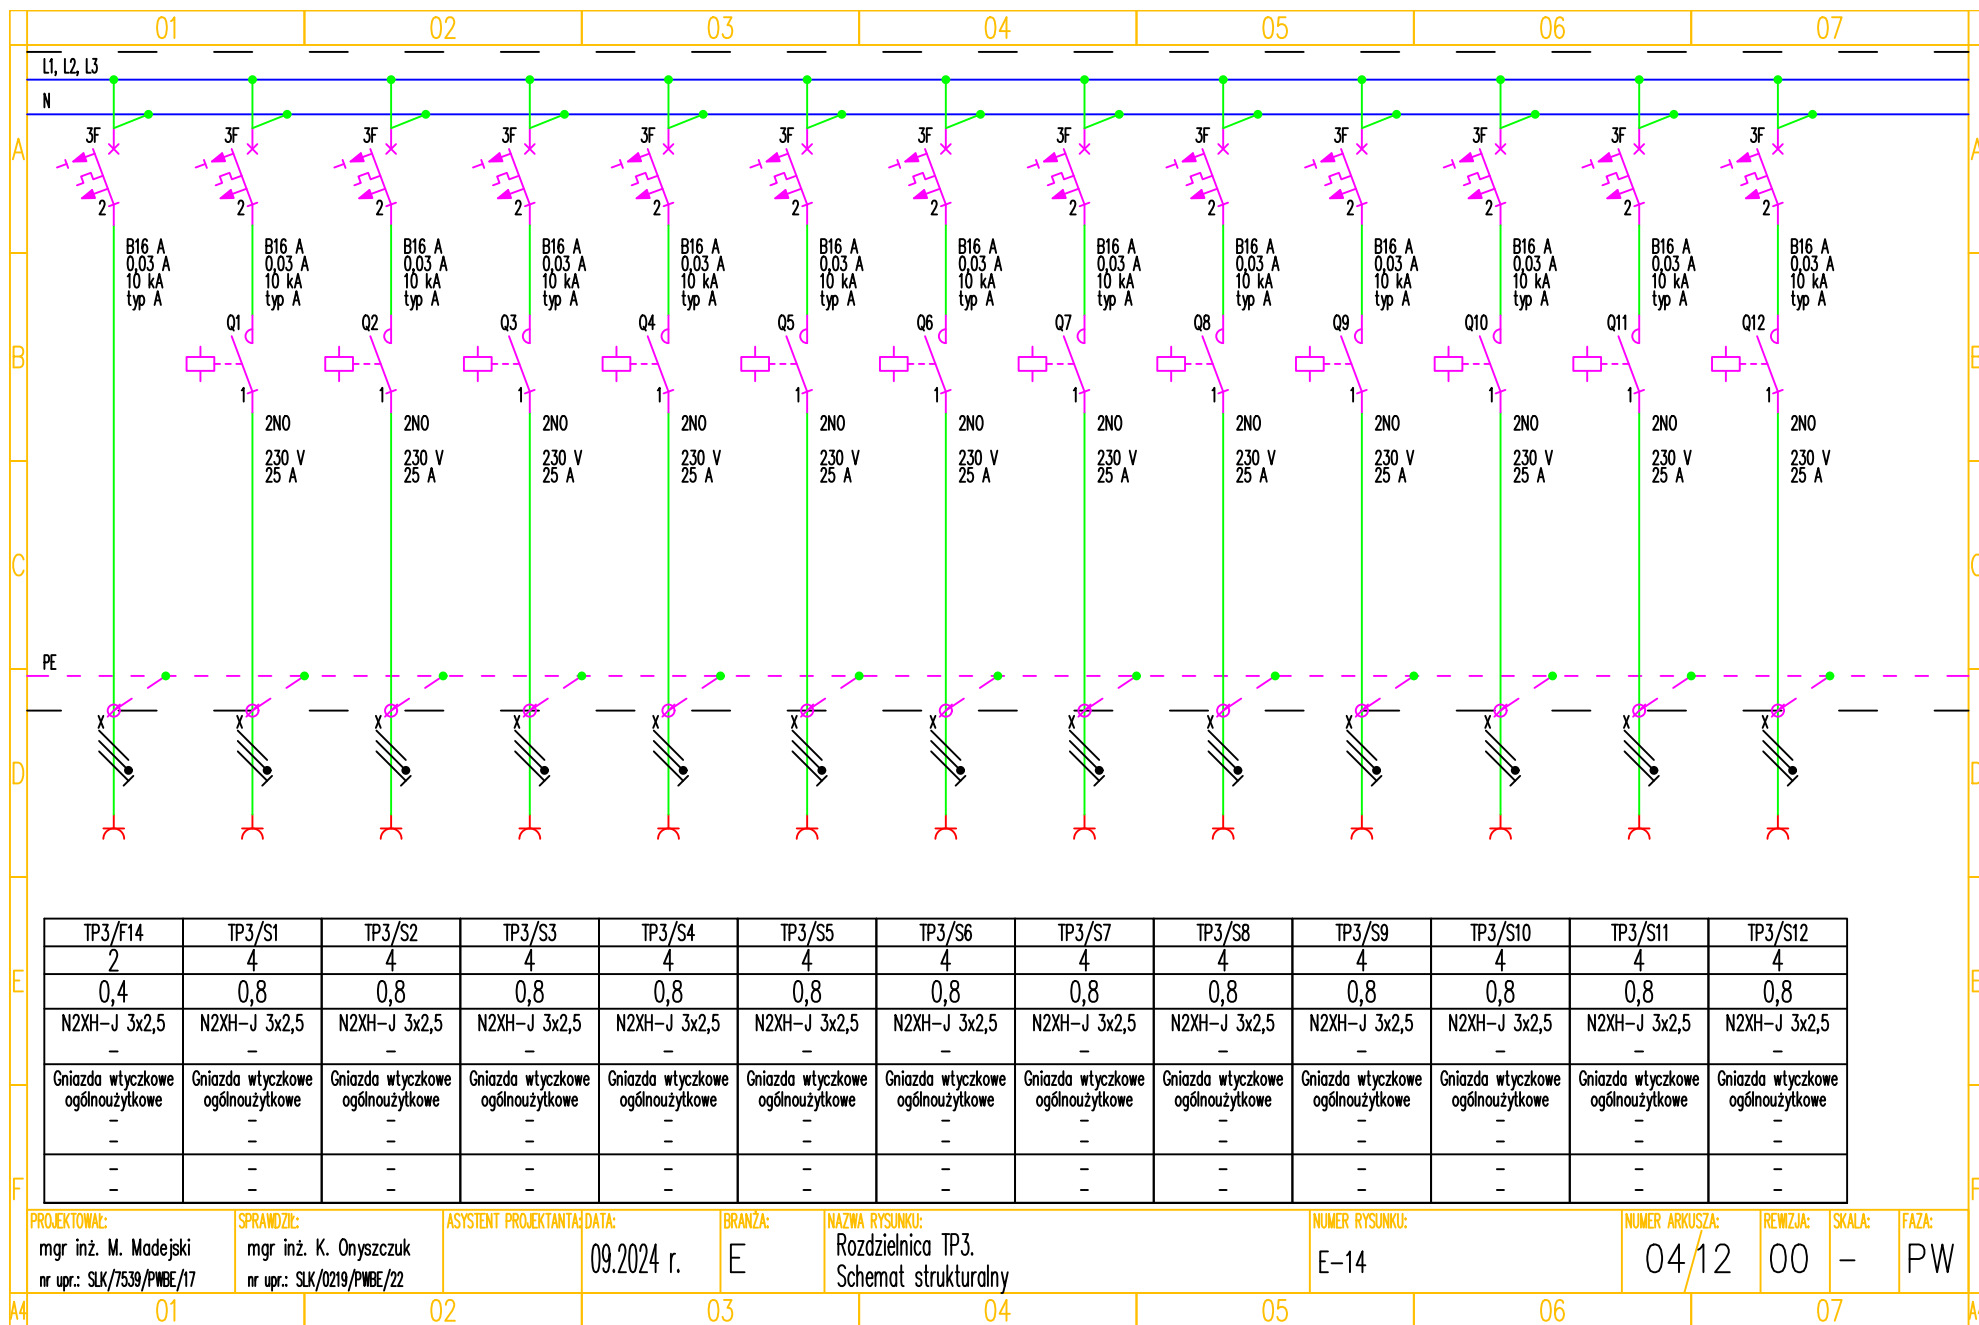 01 02 03 04 05 06 07
L1, L2, L3
N
A A
3F 3F 3F 3F 3F 3F 3F 3F 3F 3F 3F 3F 3F
2 2 2 2 2 2 2 2 2 2 2 2 2
B16 A B16 A B16 A B16 A B16 A B16 A B16 A B16 A B16 A B16 A B16 A B16 A B16 A
0,03 A 0,03 A 0,03 A 0,03 A 0,03 A 0,03 A 0,03 A 0,03 A 0,03 A 0,03 A 0,03 A 0,03 A 0,03 A
10 kA 10 kA 10 kA 10 kA 10 kA 10 kA 10 kA 10 kA 10 kA 10 kA 10 kA 10 kA 10 kA
typ A typ A typ A typ A typ A typ A typ A typ A typ A typ A typ A typ A typ A
Q1 Q2 Q3 Q4 Q5 Q6 Q7 Q8 Q9 Q10 Q11 Q12
B B
1 1 1 1 1 1 1 1 1 1 1 1
2NO 2NO 2NO 2NO 2NO 2NO 2NO 2NO 2NO 2NO 2NO 2NO
230 V 230 V 230 V 230 V 230 V 230 V 230 V 230 V 230 V 230 V 230 V 230 V
25 A 25 A 25 A 25 A 25 A 25 A 25 A 25 A 25 A 25 A 25 A 25 A
C C
PE
X X X X X X X X X X X X X
D D
TP3/F14 TP3/S1 TP3/S2 TP3/S3 TP3/S4 TP3/S5 TP3/S6 TP3/S7 TP3/S8 TP3/S9 TP3/S10 TP3/S11 TP3/S12
2 4 4 4 4 4 4 4 4 4 4 4 4
E 0,4 0,8 0,8 0,8 0,8 0,8 0,8 0,8 0,8 0,8 0,8 0,8 0,8 E
N2XH-J 3x2,5 N2XH-J 3x2,5 N2XH-J 3x2,5 N2XH-J 3x2,5 N2XH-J 3x2,5 N2XH-J 3x2,5 N2XH-J 3x2,5 N2XH-J 3x2,5 N2XH-J 3x2,5 N2XH-J 3x2,5 N2XH-J 3x2,5 N2XH-J 3x2,5 N2XH-J 3x2,5
- - - - - - - - - - - - -
Gniazda wtyczkowe Gniazda wtyczkowe Gniazda wtyczkowe Gniazda wtyczkowe Gniazda wtyczkowe Gniazda wtyczkowe Gniazda wtyczkowe Gniazda wtyczkowe Gniazda wtyczkowe Gniazda wtyczkowe Gniazda wtyczkowe Gniazda wtyczkowe Gniazda wtyczkowe
ogólnoużytkowe ogólnoużytkowe ogólnoużytkowe ogólnoużytkowe ogólnoużytkowe ogólnoużytkowe ogólnoużytkowe ogólnoużytkowe ogólnoużytkowe ogólnoużytkowe ogólnoużytkowe ogólnoużytkowe ogólnoużytkowe
- - - - - - - - - - - - -
- - - - - - - - - - - - -
- - - - - - - - - - - - -
F - - - - - - - - - - - - - F
PROJEKTOWAŁ: SPRAWDZIŁ: ASYSTENT PROJEKTANTA: DATA: BRANŻA: NAZWA RYSUNKU: NUMER RYSUNKU: NUMER ARKUSZA: REWIZJA: SKALA: FAZA:
mgr inż. M. Madejski mgr inż. K. Onyszczuk 09.2024 r. E Rozdzielnica TP3. E-14 04/12 00 - PW
nr upr.: SLK/7539/PWBE/17 nr upr.: SLK/0219/PWBE/22 Schemat strukturalny
A4 01 02 03 04 05 06 07